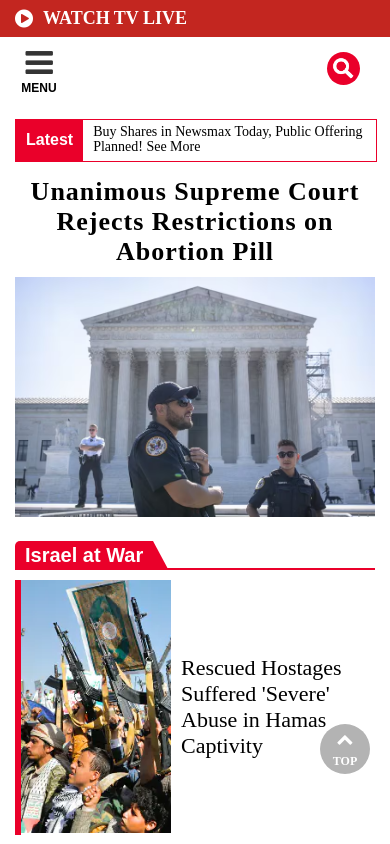 WATCH TV LIVE
MENU
Latest
Buy Shares in Newsmax Today, Public Offering
Planned! See More
Unanimous Supreme Court
Rejects Restrictions on
Abortion Pill
Israel at War
Rescued Hostages
Suffered 'Severe'
Abuse in Hamas
Captivity
TOP